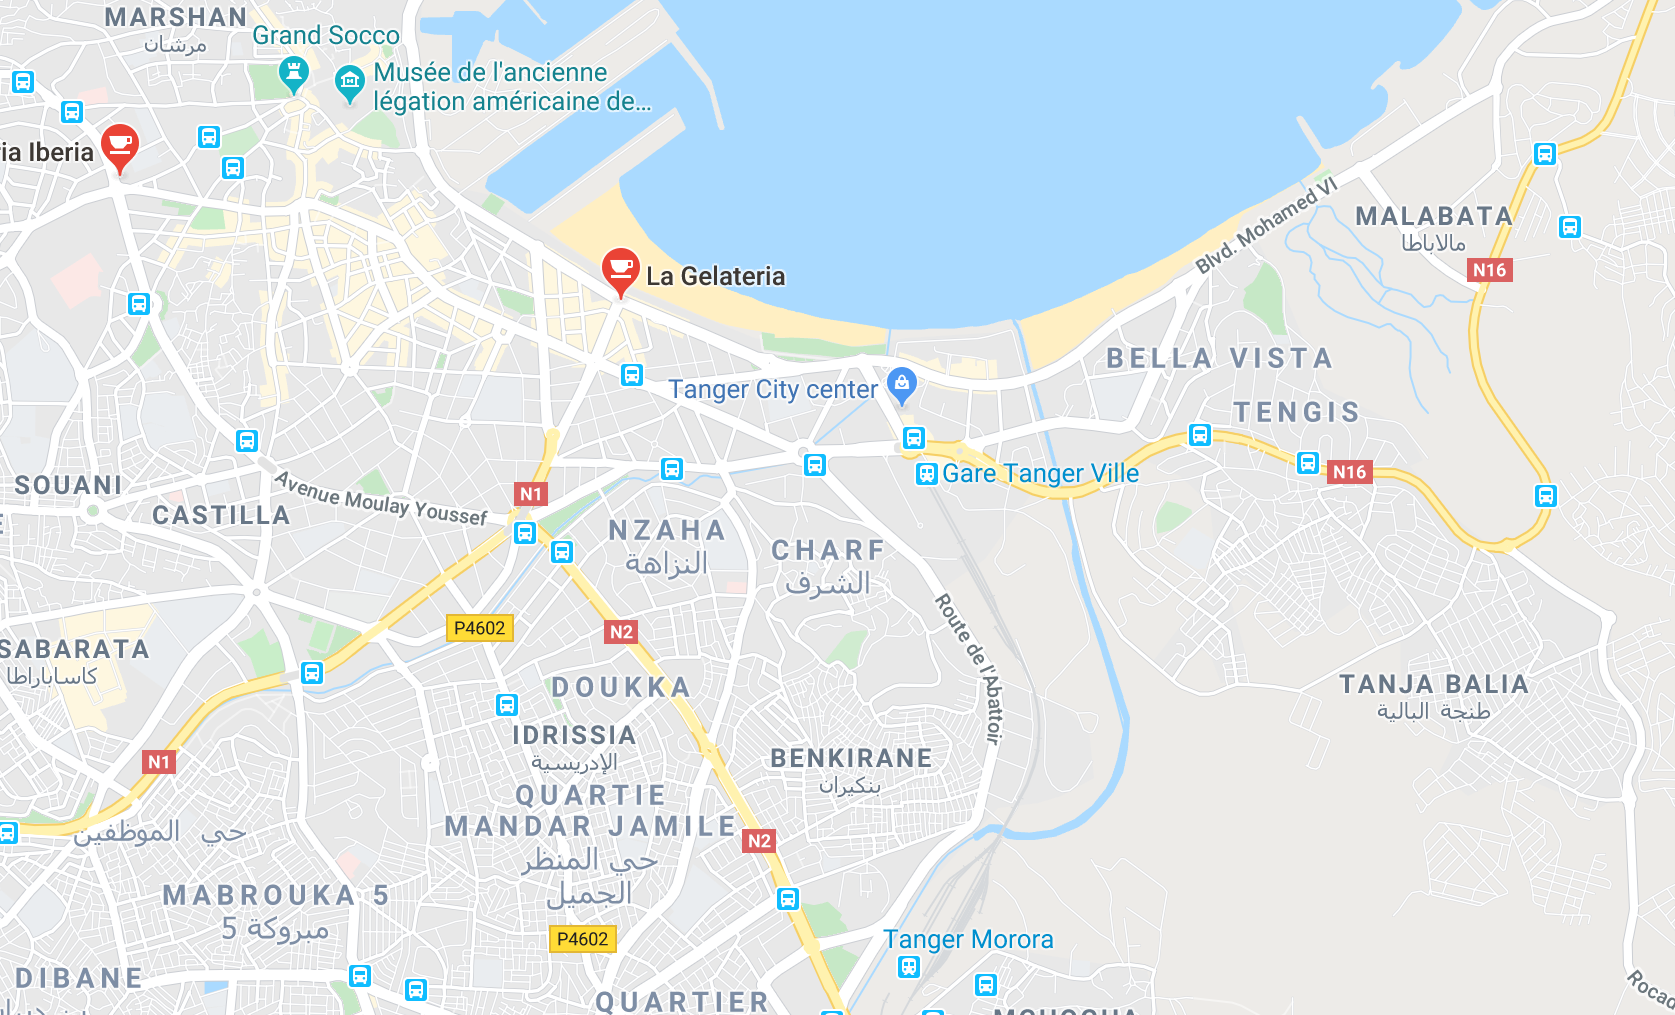 MARSHAN
مرشان
Grand Socco
Musée de l'ancienne
légation américaine de...
ria Iberia
La Gelateria
Blvd. Mohamed VI
MALABATA
مالاباطا
N16
BELLA VISTA
TENGIS
Tanger City center
Gare Tanger Ville
N16
SOUANI
CASTILLA
Avenue Moulay Youssef
N1
NZAHA
النزاهة
CHARF
الشرف
P4602
N2
Route de l'Abattoir
SABARATA
كاساباراطا
DOUKKA
IDRISSIA
الإدريسية
TANJA BALIA
طنجة البالية
N1
BENKIRANE
بنكيران
QUARTIE
MANDAR JAMILE
حي المنظر
الجميل
حي الموظفين
N2
MABROUKA 5
مبروكة 5
P4602
Tanger Morora
DIBANE
QUARTIER
Rocad